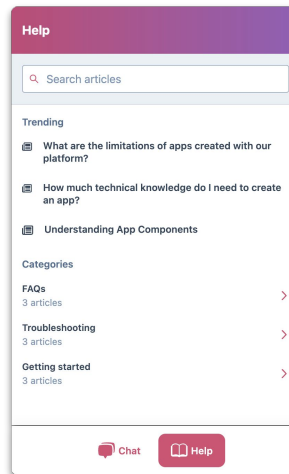 Help
Search articles
Trending
What are the limitations of apps created with our
platform?
How much technical knowledge do I need to create
an app?
Understanding App Components
Categories
FAQs
3 articles
Troubleshooting
3 articles
Getting started
3 articles
Chat
Help